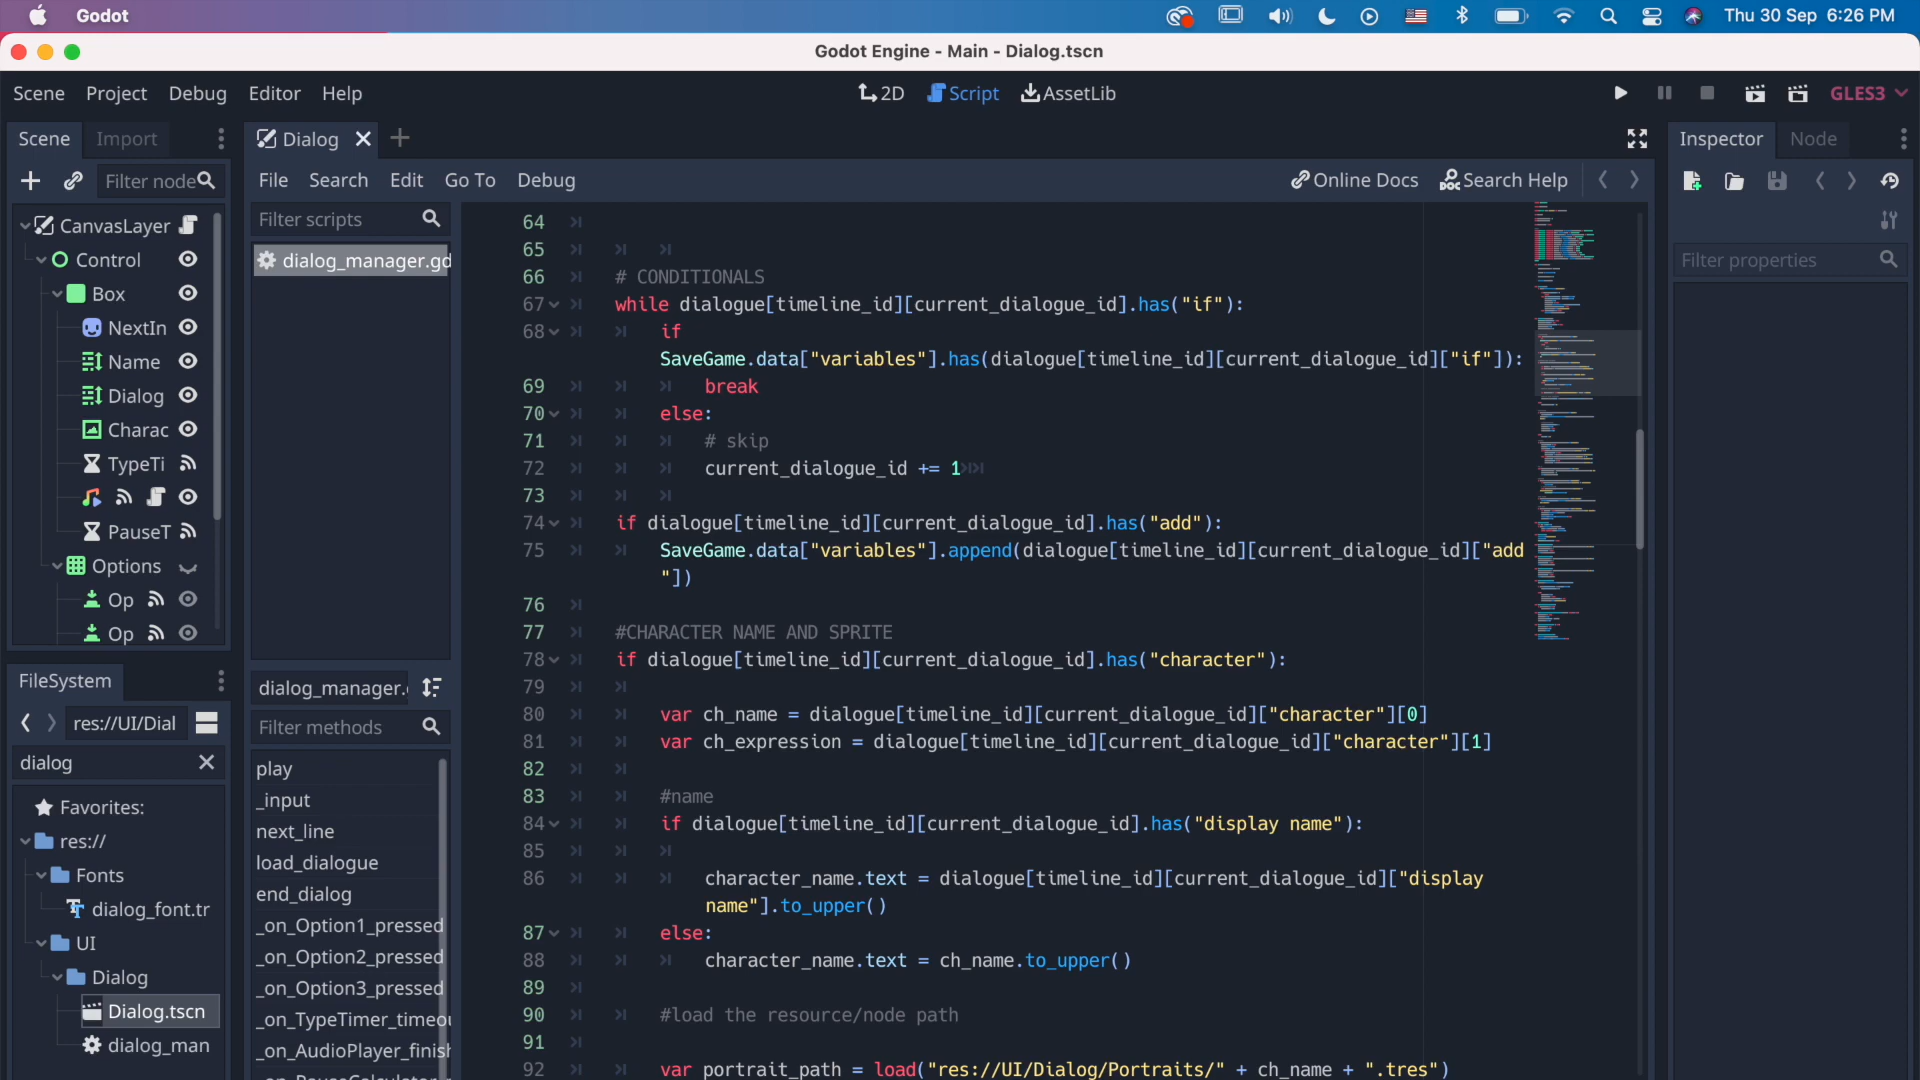 Godot
Thu 30 Sep 6:26 PM
Godot Engine - Main - Dialog.tscn
Scene Project Debug Editor Help
2D Script AssetLib
GLES3
Scene Import
Dialog
Inspector Node
Filter node
File Search Edit Go To Debug
Online Docs Search Help
Filter scripts
dialog_manager.gd
Filter properties
CanvasLayer
Control
Box
NextIn
Name
Dialog
Charac
TypeTi
PauseT
Options
Op
Op
FileSystem
res://UI/Dial
dialog
Favorites:
res://
Fonts
dialog_font.tr
UI
Dialog
Dialog.tscn
dialog_man
dialog_manager.
Filter methods
play
_input
next_line
load_dialogue
end_dialog
_on_Option1_pressed
_on_Option2_pressed
_on_Option3_pressed
_on_TypeTimer_timeou
_on_AudioPlayer_finish
64
65
66 # CONDITIONALS
67 while dialogue[timeline_id][current_dialogue_id].has("if"):
68 if
SaveGame.data["variables"].has(dialogue[timeline_id][current_dialogue_id]["if"]):
69 break
70 else:
71 # skip
72 current_dialogue_id += 1
73
74 if dialogue[timeline_id][current_dialogue_id].has("add"):
75 SaveGame.data["variables"].append(dialogue[timeline_id][current_dialogue_id]["add
"])
76
77 #CHARACTER NAME AND SPRITE
78 if dialogue[timeline_id][current_dialogue_id].has("character"):
79
80 var ch_name = dialogue[timeline_id][current_dialogue_id]["character"][0]
81 var ch_expression = dialogue[timeline_id][current_dialogue_id]["character"][1]
82
83 #name
84 if dialogue[timeline_id][current_dialogue_id].has("display name"):
85
86 character_name.text = dialogue[timeline_id][current_dialogue_id]["display
name"].to_upper()
87 else:
88 character_name.text = ch_name.to_upper()
89
90 #load the resource/node path
91
92 var portrait_path = load("res://UI/Dialog/Portraits/" + ch_name + ".tres")